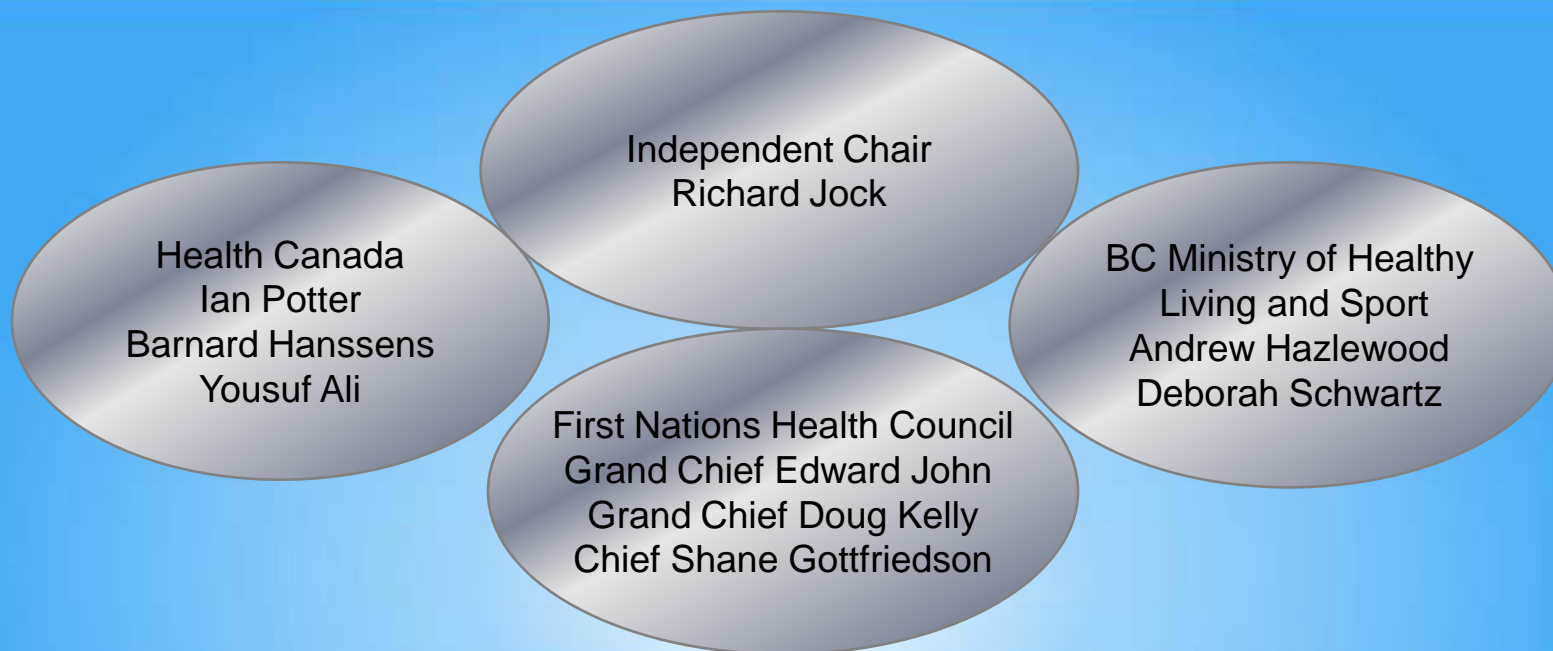 Independent Chair
Richard Jock
Health Canada
Ian Potter
Barnard Hanssens
Yousuf Ali
BC Ministry of Healthy
Living and Sport
Andrew Hazlewood
Deborah Schwartz
First Nations Health Council
Grand Chief Edward John
Grand Chief Doug Kelly
Chief Shane Gottfriedson